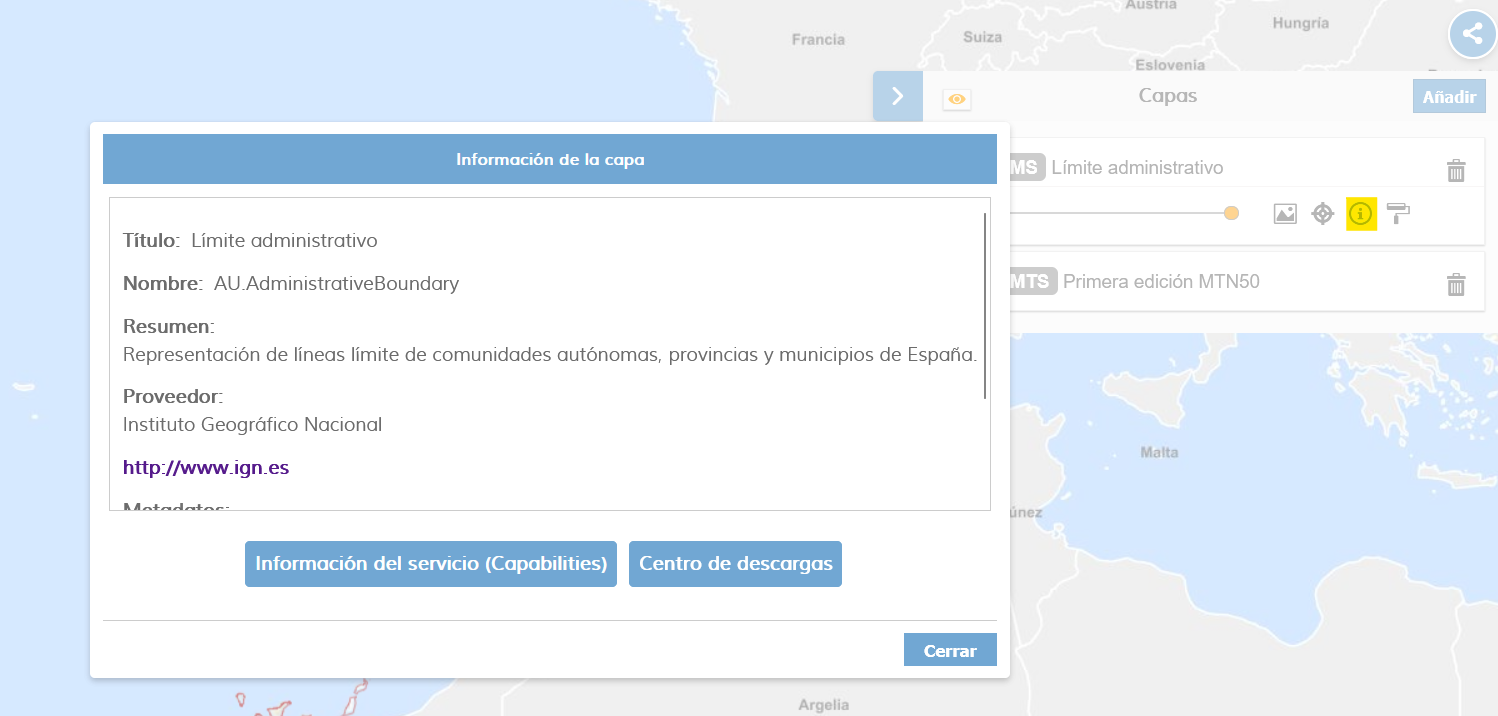 Austria
Francia
Suiza
Hungría
Eslovenia
Capas
Añadir
Información de la capa
MS Límite administrativo
Título: Límite administrativo
Nombre: AU.AdministrativeBoundary
MTS Primera edición MTN50
Resumen:
Representación de líneas límite de comunidades autónomas, provincias y municipios de España.
Proveedor:
Instituto Geográfico Nacional
Malta
http://www.ign.es
Metadatos:
únez
Información del servicio (Capabilities)
Centro de descargas
Cerrar
Argelia